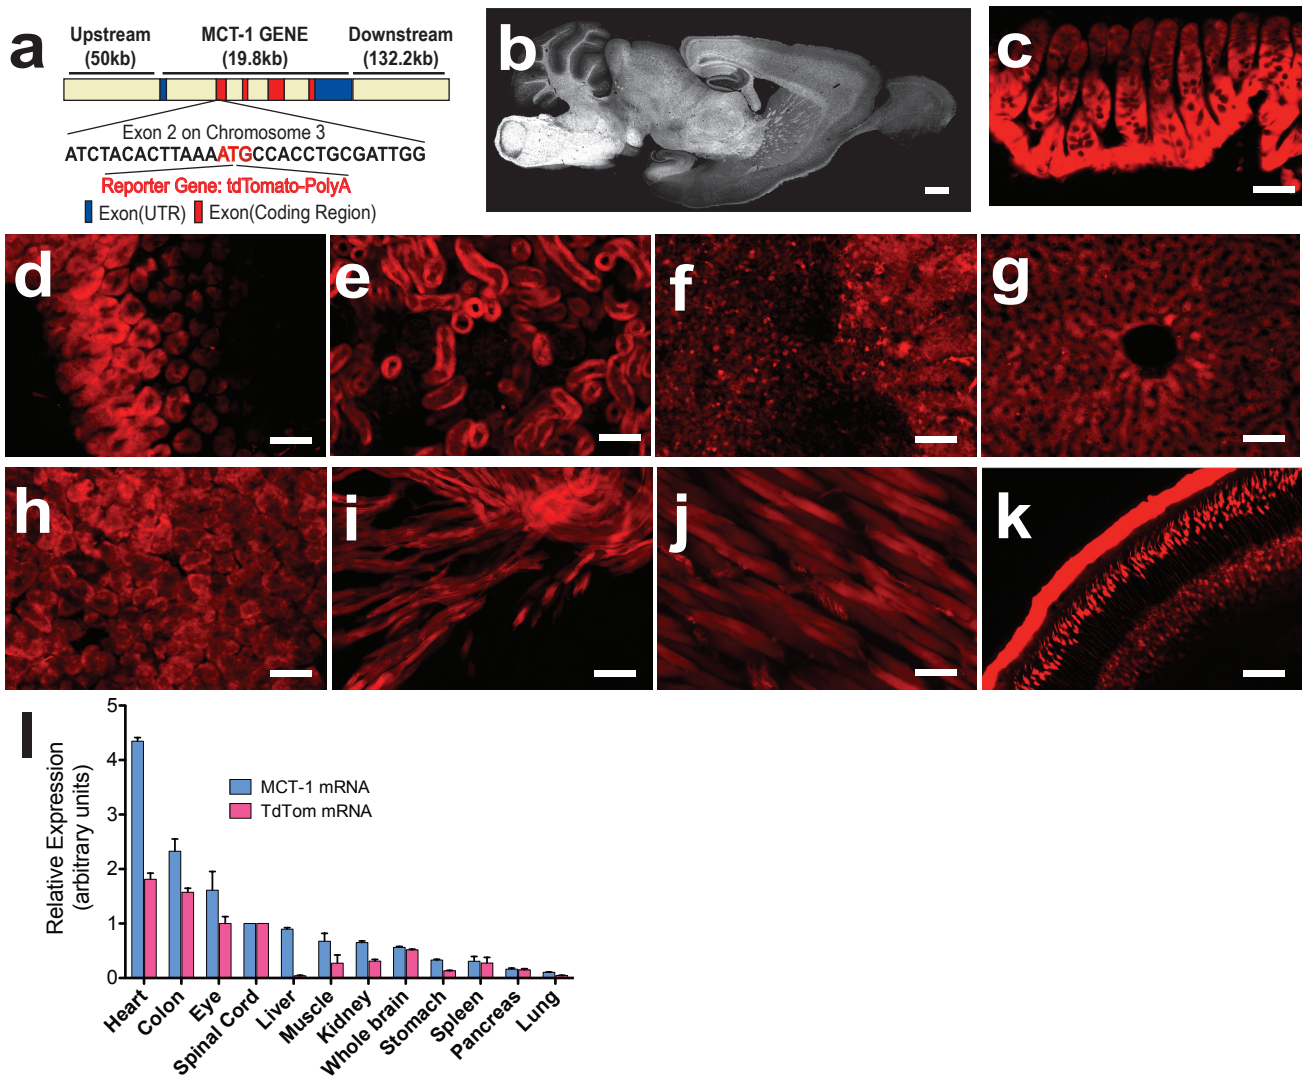 a
Upstream
(50kb)
MCT-1 GENE
(19.8kb)
Downstream
(132.2kb)
Exon 2 on Chromosome 3
ATCTACACTTAAAATGCCACCTGCGATTGG
Reporter Gene: tdTomato-PolyA
Exon(UTR)
Exon(Coding Region)
b
c
d
e
f
g
h
i
j
k
l
Relative Expression
(arbitrary units)
5
4
3
2
1
0
MCT-1 mRNA
TdTom mRNA
Heart
Colon
Eye
Spinal Cord
Liver
Muscle
Kidney
Whole brain
Stomach
Spleen
Pancreas
Lung